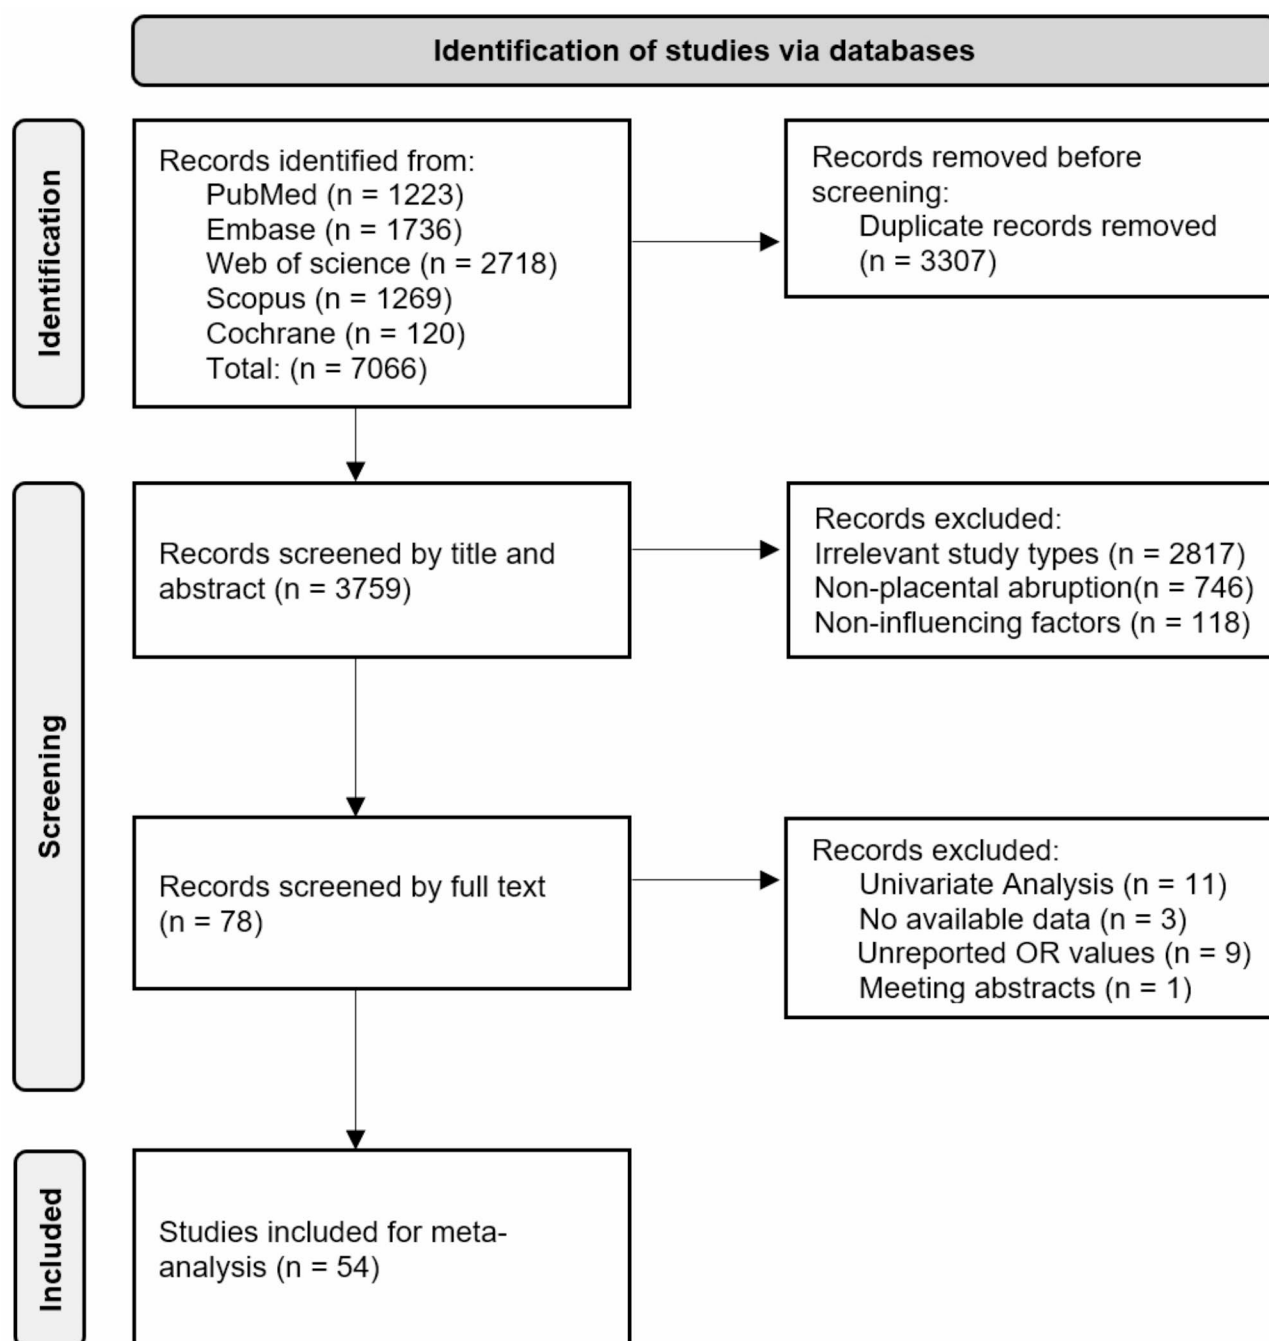 Identification of studies via databases
Identification
Records identified from:
PubMed (n = 1223)
Embase (n = 1736)
Web of science (n = 2718)
Scopus (n = 1269)
Cochrane (n = 120)
Total: (n = 7066)
Records removed before
screening:
Duplicate records removed
(n = 3307)
Screening
Records screened by title and
abstract (n = 3759)
Records excluded:
Irrelevant study types (n = 2817)
Non-placental abruption(n = 746)
Non-influencing factors (n = 118)
Records screened by full text
(n = 78)
Records excluded:
Univariate Analysis (n = 11)
No available data (n = 3)
Unreported OR values (n = 9)
Meeting abstracts (n = 1)
Included
Studies included for meta-
analysis (n = 54)